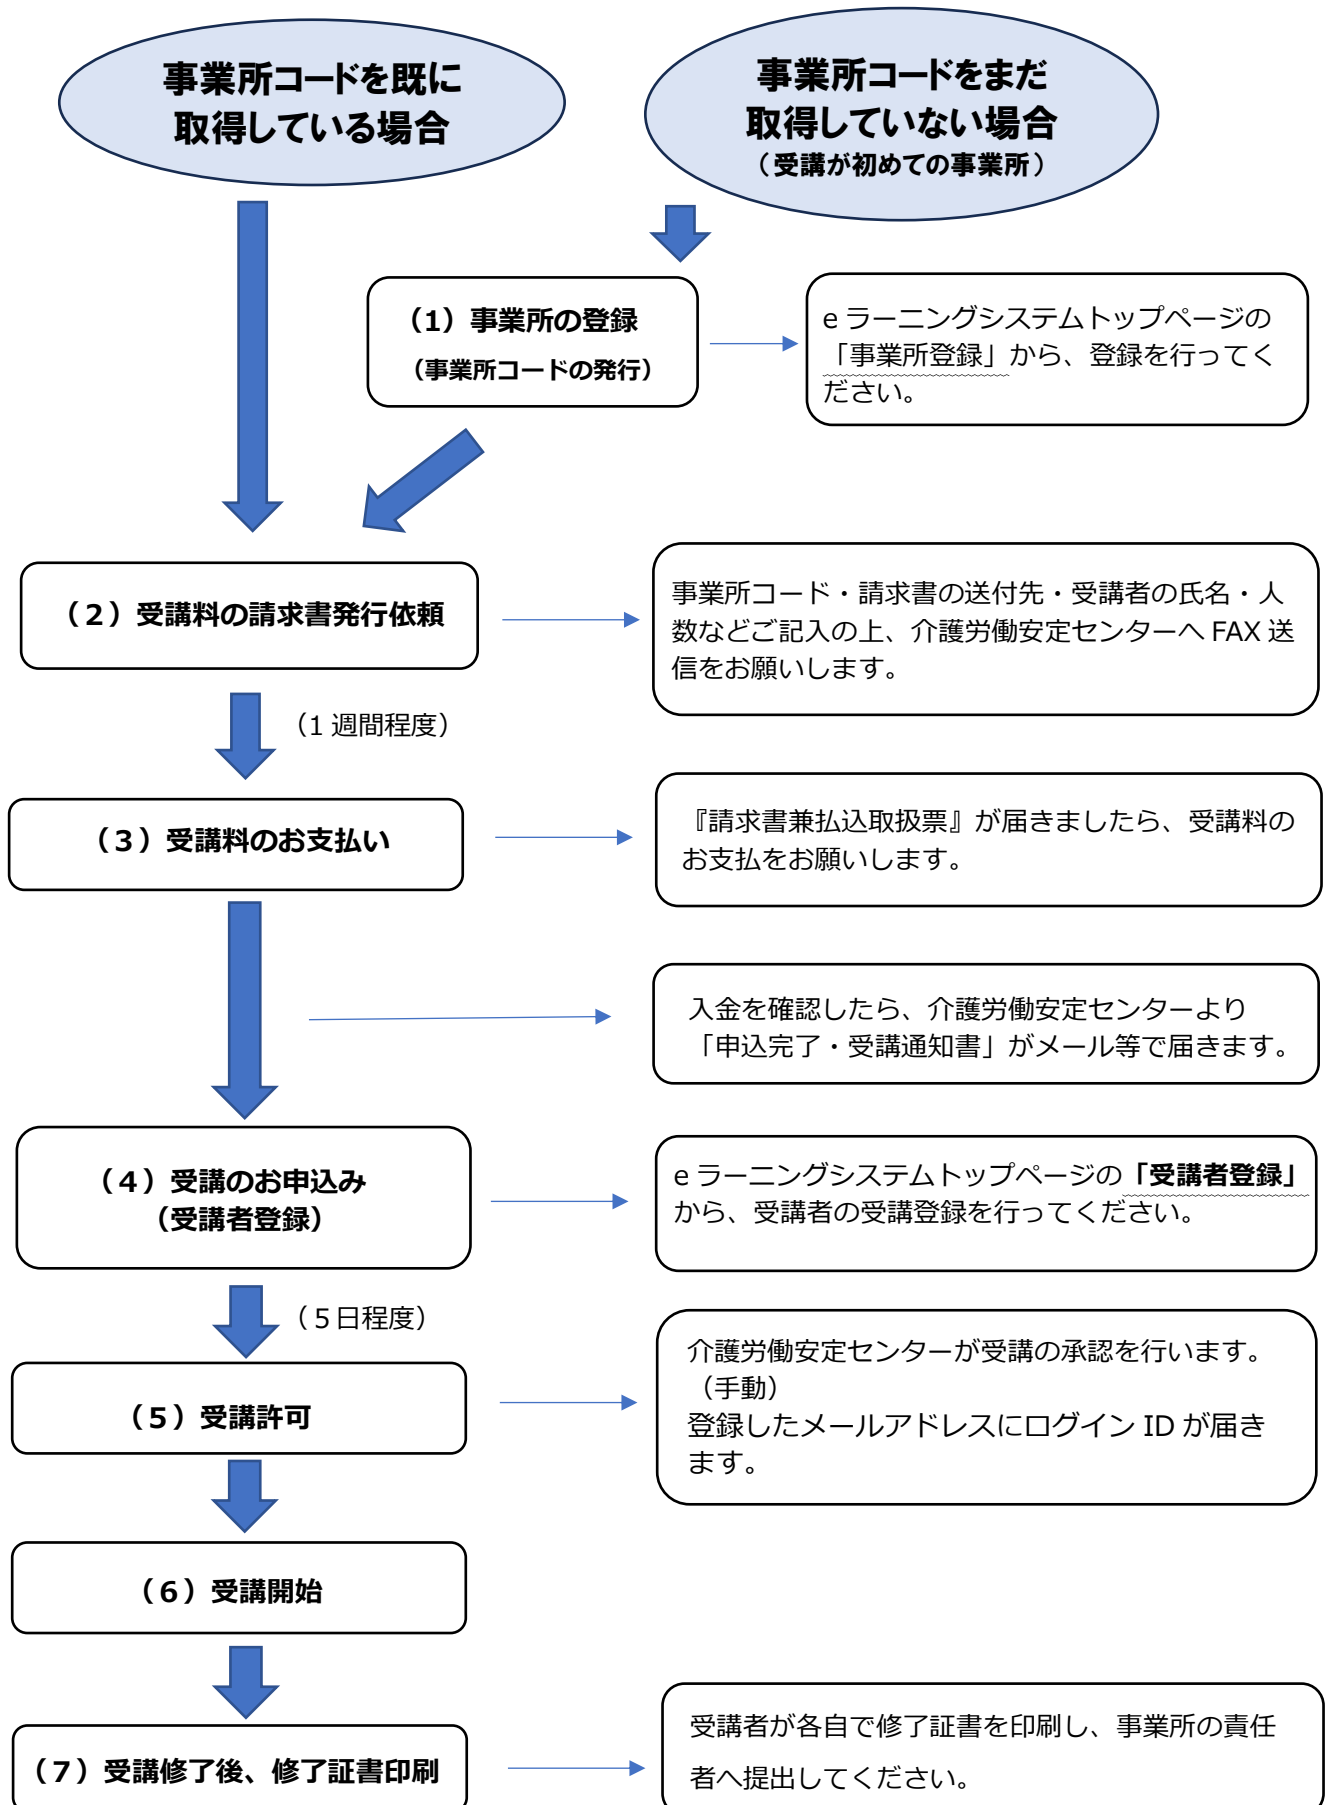 事業所コードを既に
取得している場合
事業所コードをまだ
取得していない場合
（受講が初めての事業所）
（1）事業所の登録
（事業所コードの発行）
e ラーニングシステムトップページの
「事業所登録」から、登録を行ってく
ださい。
（２）受講料の請求書発行依頼
事業所コード・請求書の送付先・受講者の氏名・人
数などご記入の上、介護労働安定センターへ FAX 送
信をお願いします。
（1 週間程度）
（３）受講料のお支払い
『請求書兼払込取扱票』が届きましたら、受講料の
お支払をお願いします。
入金を確認したら、介護労働安定センターより
「申込完了・受講通知書」がメール等で届きます。
（４）受講のお申込み
（受講者登録）
e ラーニングシステムトップページの「受講者登録」
から、受講者の受講登録を行ってください。
（５日程度）
（５）受講許可
介護労働安定センターが受講の承認を行います。
（手動）
登録したメールアドレスにログイン ID が届き
ます。
（６）受講開始
（７）受講修了後、修了証書印刷
受講者が各自で修了証書を印刷し、事業所の責任
者へ提出してください。